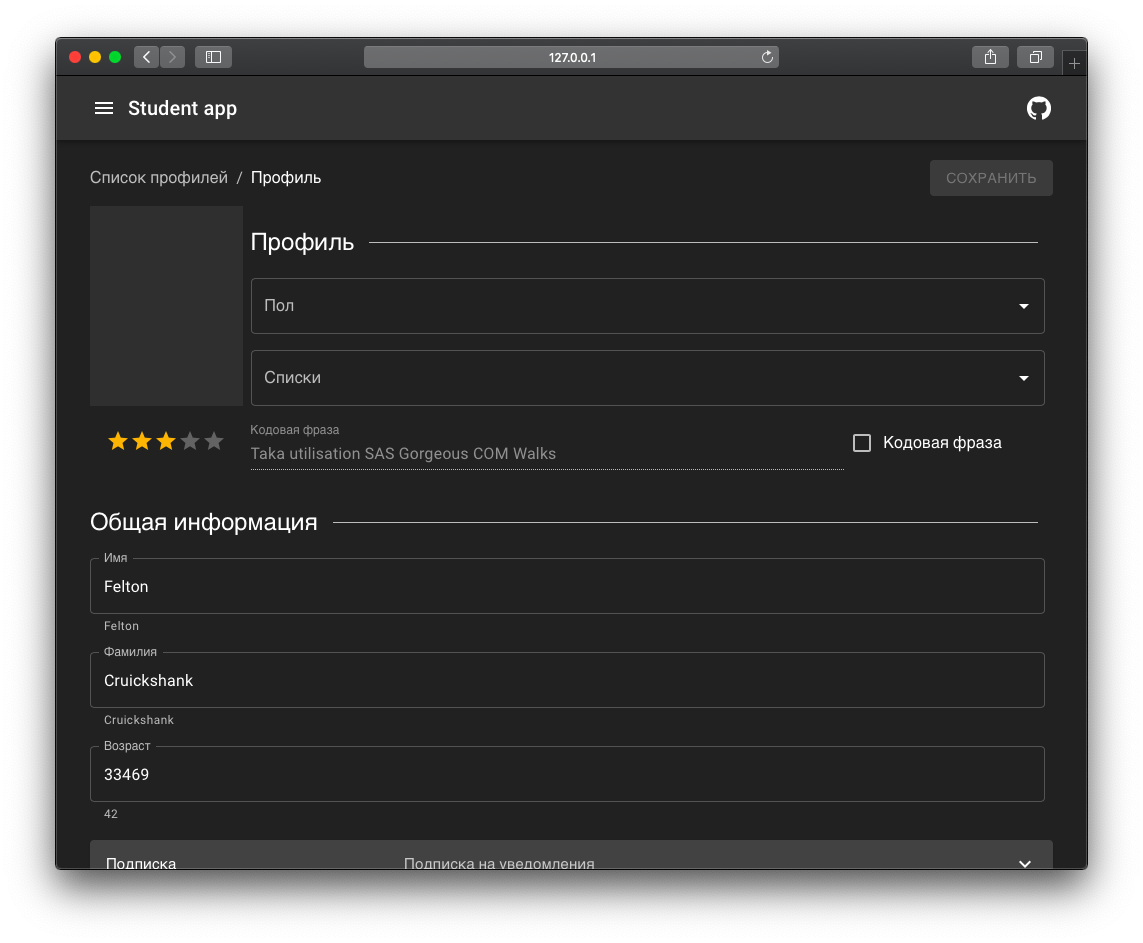 127.0.0.1
Student app
Список профилей / Профиль
СОХРАНИТЬ
Профиль
Пол
Списки
Кодовая фраза
Taka utilisation SAS Gorgeous COM Walks
Кодовая фраза
Общая информация
Имя
Felton
Felton
Фамилия
Cruickshank
Cruickshank
Возраст
33469
42
Подписка Подписка на уведомления